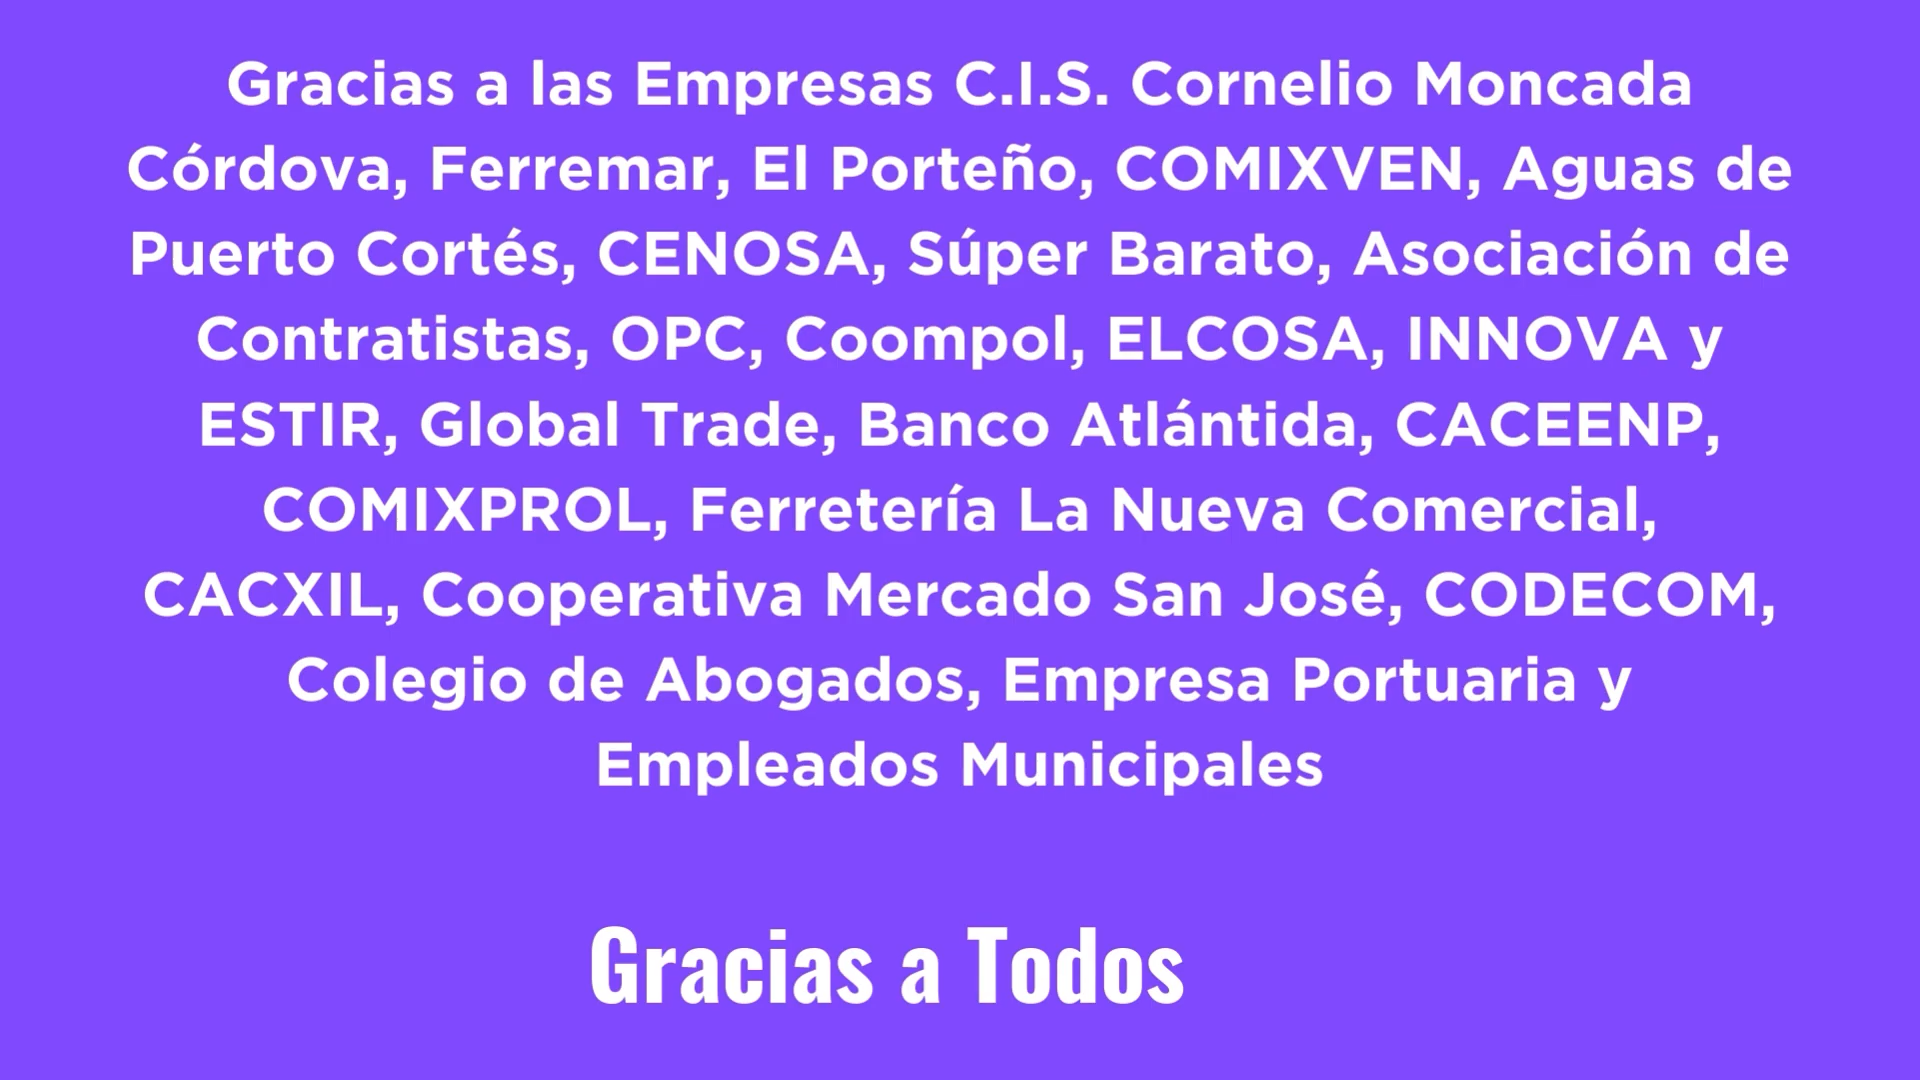 Gracias a las Empresas C.I.S. Cornelio Moncada
Córdova, Ferremar, El Porteño, COMIXVEN, Aguas de
Puerto Cortés, CENOSA, Súper Barato, Asociación de
Contratistas, OPC, Coompol, ELCOSA, INNOVA y
ESTIR, Global Trade, Banco Atlántida, CACEENP,
COMIXPROL, Ferretería La Nueva Comercial,
CACXIL, Cooperativa Mercado San José, CODECOM,
Colegio de Abogados, Empresa Portuaria y
Empleados Municipales
Gracias a Todos